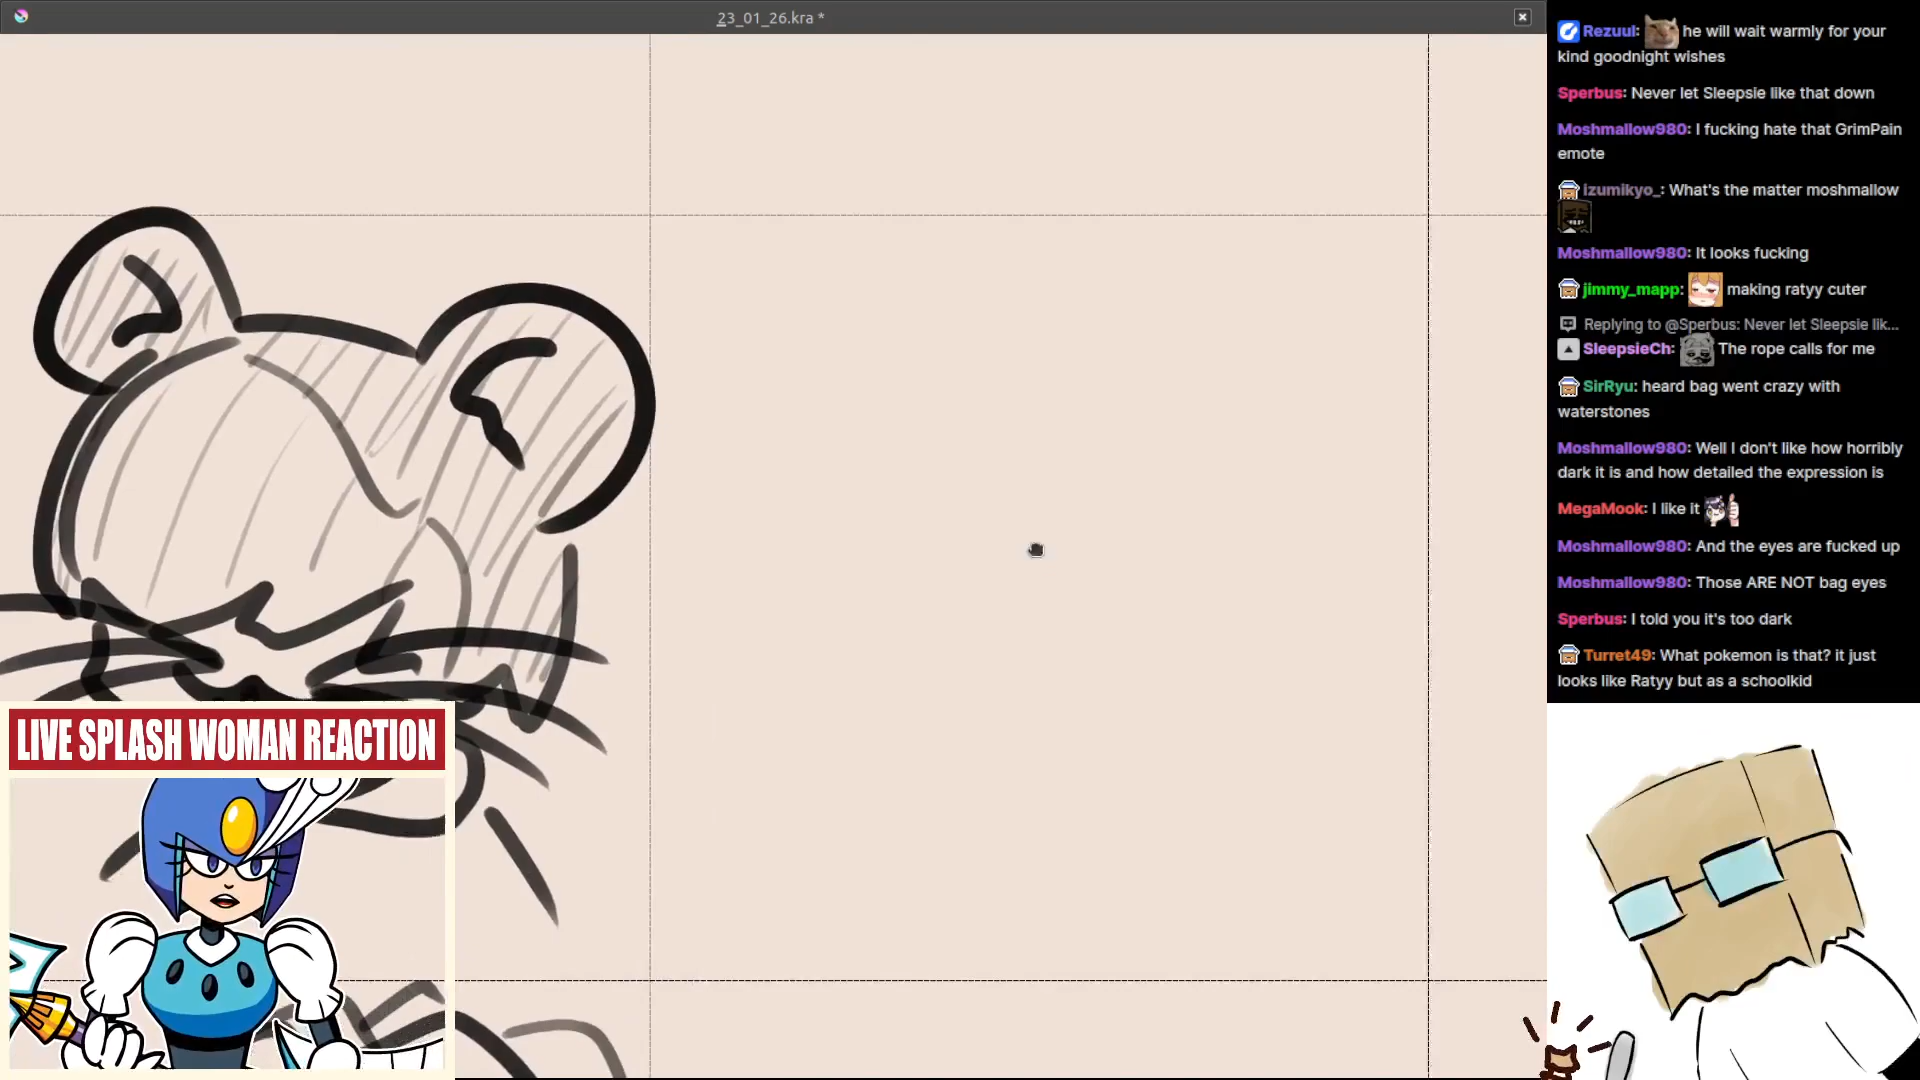 23_01_26.kra *
Rezuul: he will wait warmly for your
kind goodnight wishes
Sperbus: Never let Sleepsie like that down
Moshmallow980: I fucking hate that GrimPain
emote
izumikyo_: What's the matter moshmallow
Moshmallow980: It looks fucking
jimmy_mapp: making ratyy cuter
Replying to @Sperbus: Never let Sleepsie lik...
SleepsieCh: The rope calls for me
SirRyu: heard bag went crazy with
waterstones
Moshmallow980: Well I don't like how horribly
dark it is and how detailed the expression is
MegaMook: I like it
Moshmallow980: And the eyes are fucked up
Moshmallow980: Those ARE NOT bag eyes
Sperbus: I told you it's too dark
Turret49: What pokemon is that? it just
looks like Ratyy but as a schoolkid
LIVE SPLASH WOMAN REACTION